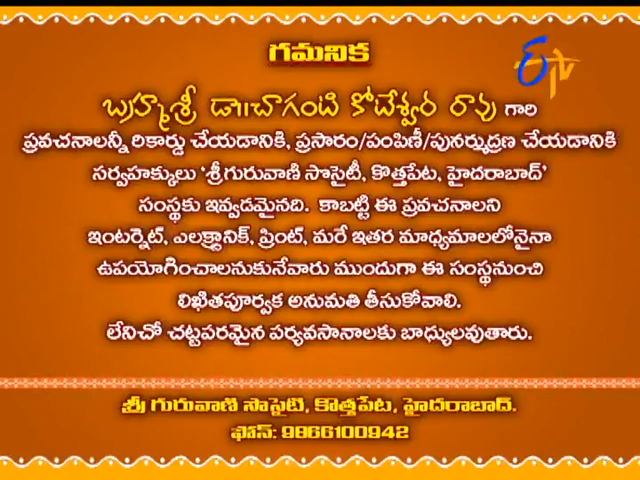 గమనిక
ETV
బ్రహ్మశ్రీ డా॥చాగంటి కోటేశ్వర రావు గారి
ప్రవచనాలన్నీ రికార్డు చేయడానికి, ప్రసారం/పంపిణీ/పునర్ముద్రణ చేయడానికి
సర్వహక్కులు ‘శ్రీగురువాణి సొసైటీ, కొత్తపేట, హైదరాబాద్’
సంస్థకు ఇవ్వడమైనది. కాబట్టి ఈ ప్రవచనాలని
ఇంటర్నెట్, ఎలక్ట్రానిక్, ప్రింట్, మరే ఇతర మాధ్యమాలలోనైనా
ఉపయోగించాలనుకునేవారు ముందుగా ఈ సంస్థనుంచి
లిఖితపూర్వక అనుమతి తీసుకోవాలి.
లేనిచో చట్టపరమైన పర్యవసానాలకు బాధ్యులవుతారు.
శ్రీ గురువాణి సొసైటి, కొత్తపేట, హైదరాబాద్.
ఫోన్: 9866100942